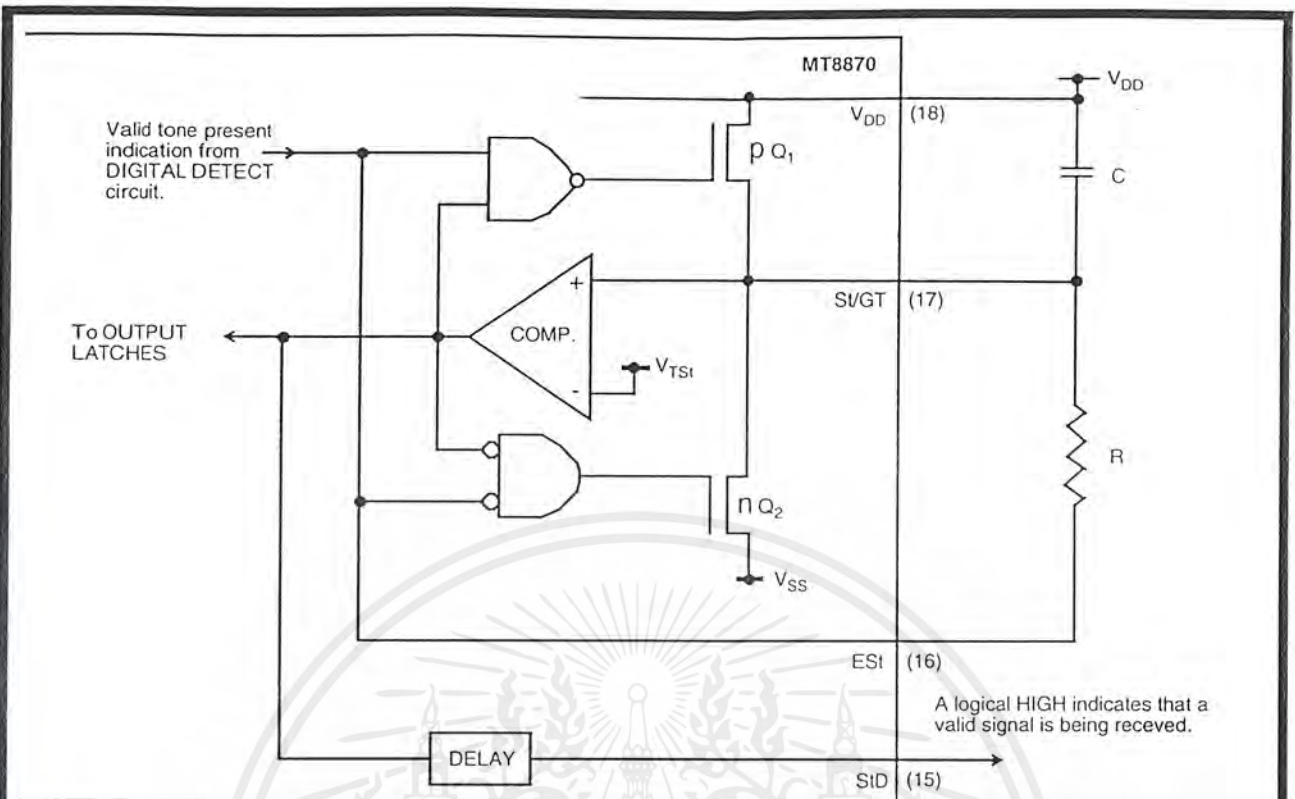 MT8870
V_DD
V_DD (18)
Valid tone present
indication from
DIGITAL DETECT
circuit.
p Q₁
C
St/GT (17)
+
COMP.
To OUTPUT
LATCHES
V_TSt
-
R
n Q₂
V_SS
ESt (16)
A logical HIGH indicates that a
valid signal is being receved.
DELAY
StD (15)